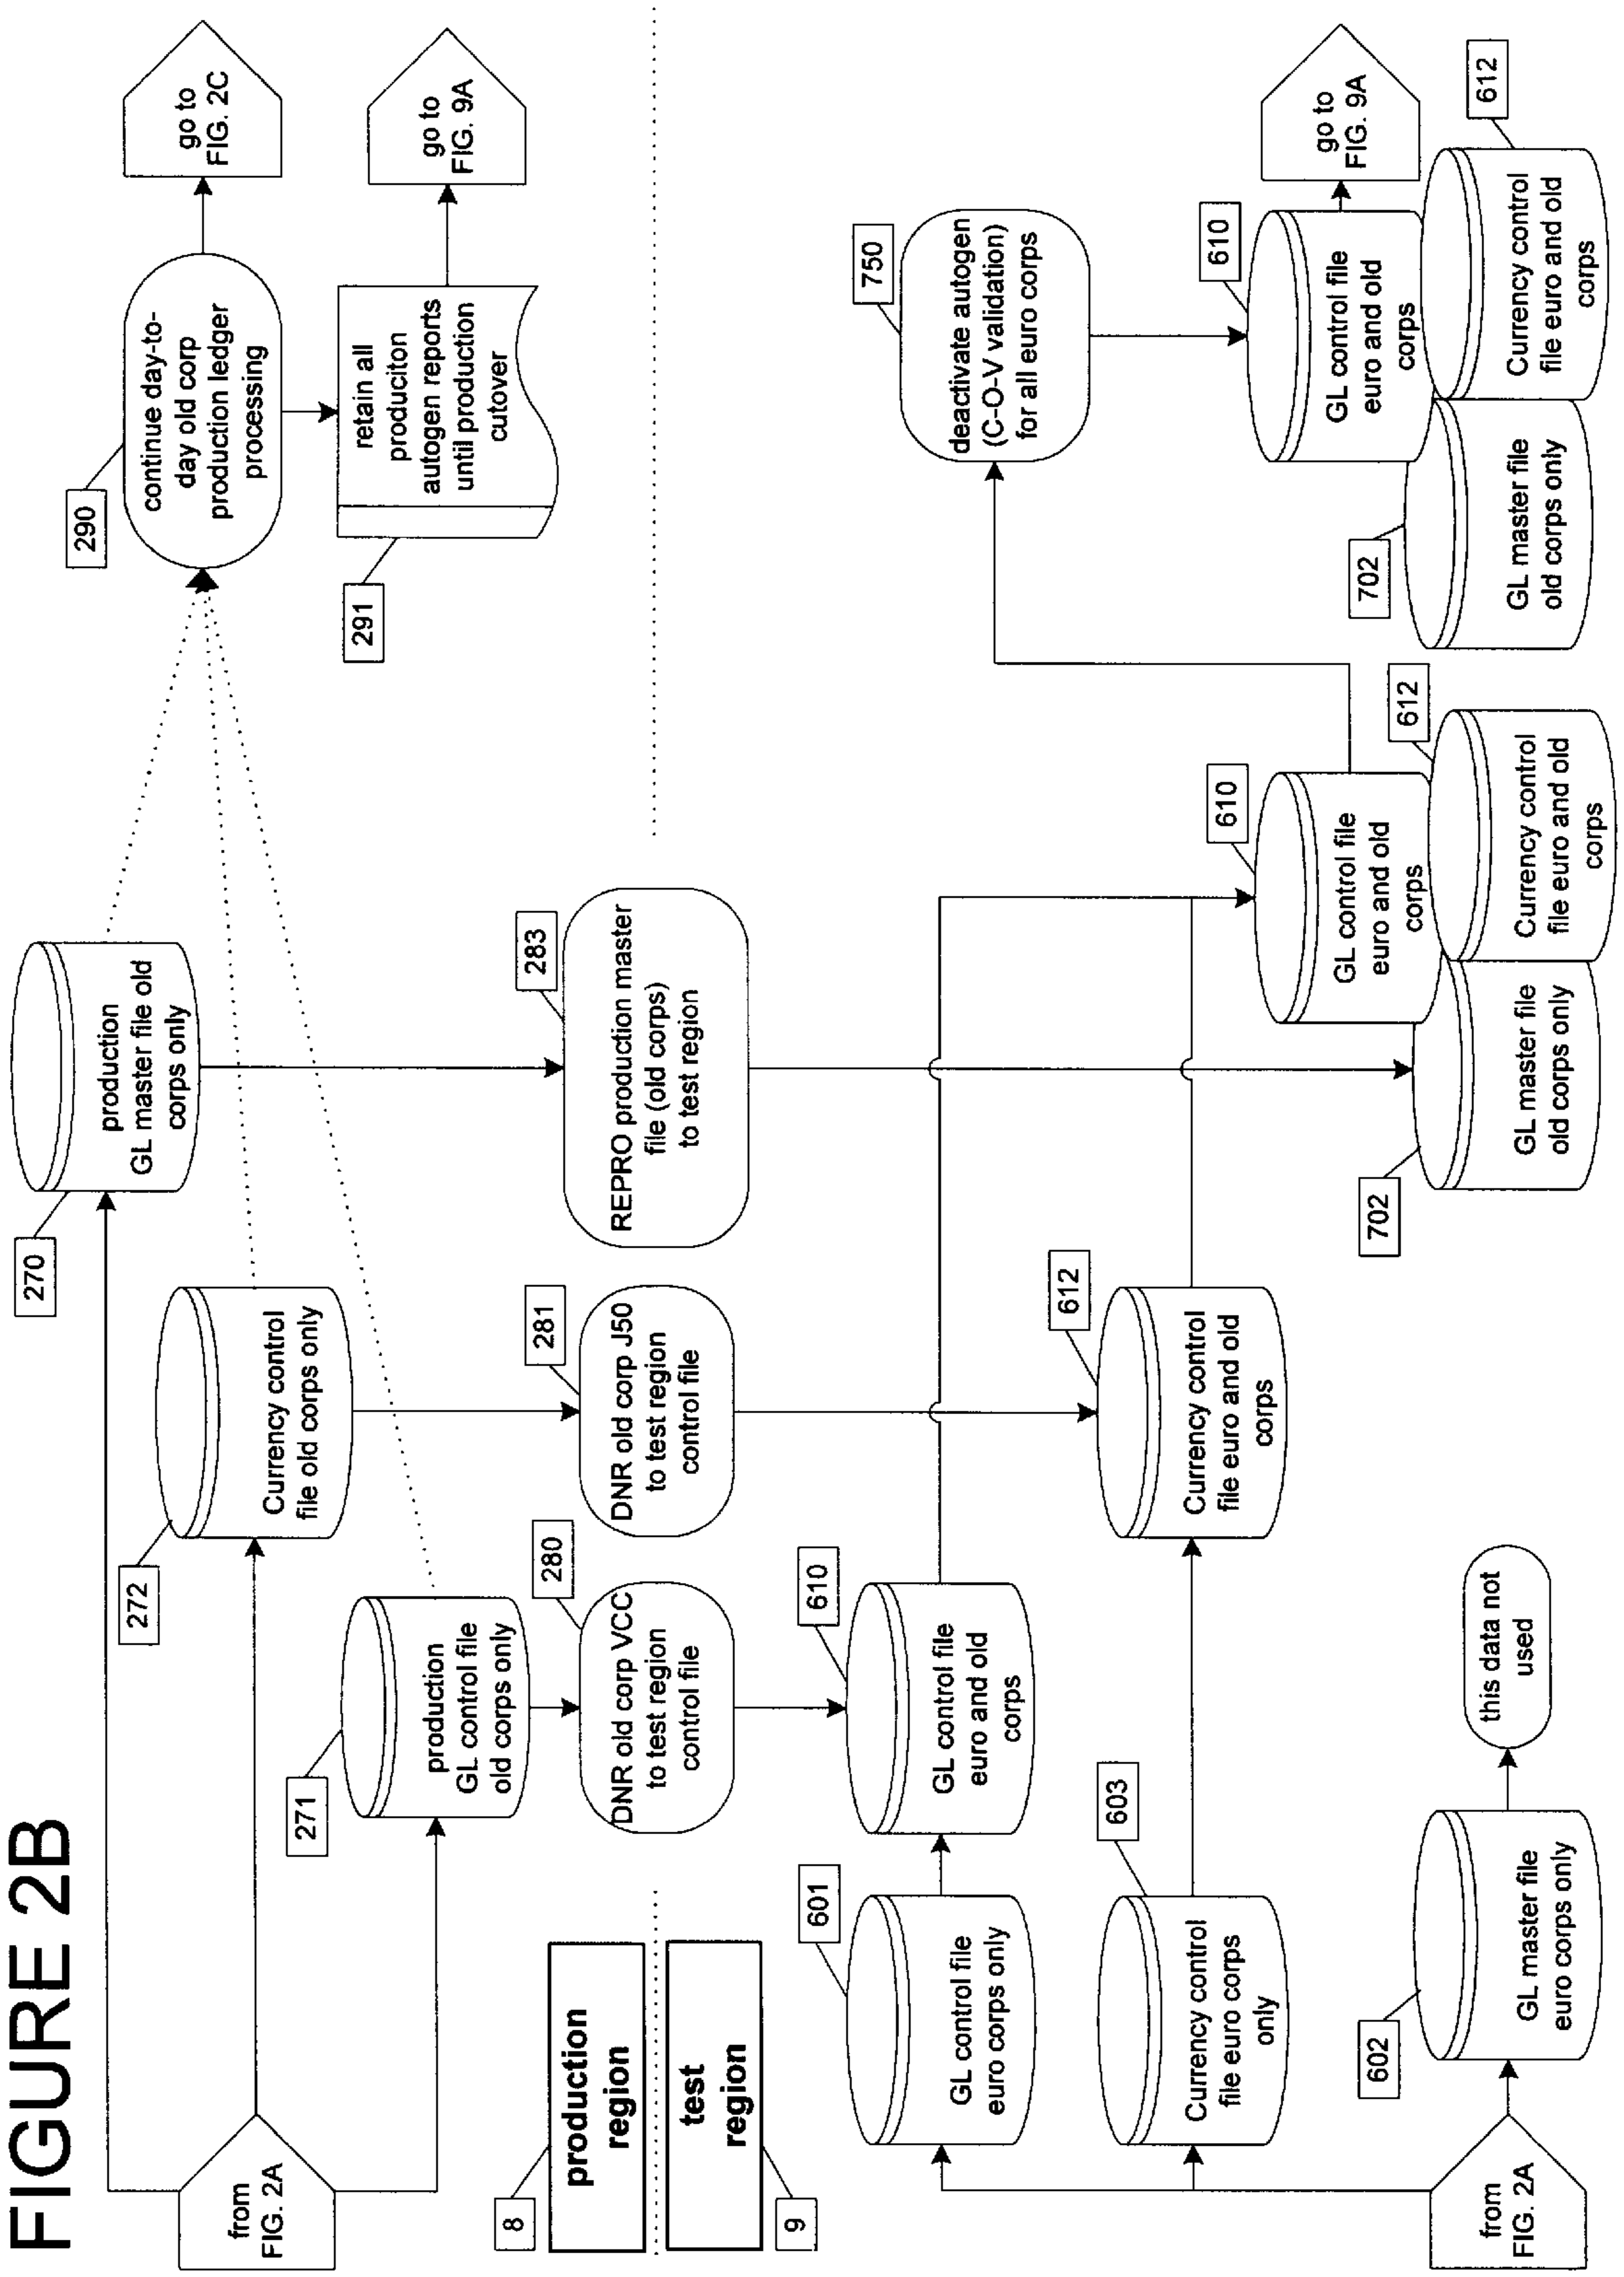 FIGURE 2B
from
FIG. 2A
270
production
GL master file old
corps only
272
Currency control
file old corps only
271
production
GL control file
old corps only
290
continue day-to-
day old corp
production ledger
processing
go to
FIG. 2C
291
retain all
produciton
autogen reports
until production
cutover
go to
FIG. 9A
8
production
region
9
test
region
280
DNR old corp VCC
to test region
control file
281
DNR old corp J50
to test region
control file
283
REPRO production master
file (old corps)
to test region
601
GL control file
euro corps only
610
GL control file
euro and old
corps
603
Currency control
file euro corps
only
612
Currency control
file euro and old
corps
from
FIG. 2A
602
GL master file
euro corps only
this data not
used
610
GL control file
euro and old
corps
702
GL master file
old corps only
612
Currency control
file euro and old
corps
750
deactivate autogen
(C-O-V validation)
for all euro corps
610
GL control file
euro and old
corps
702
GL master file
old corps only
612
Currency control
file euro and old
corps
go to
FIG. 9A